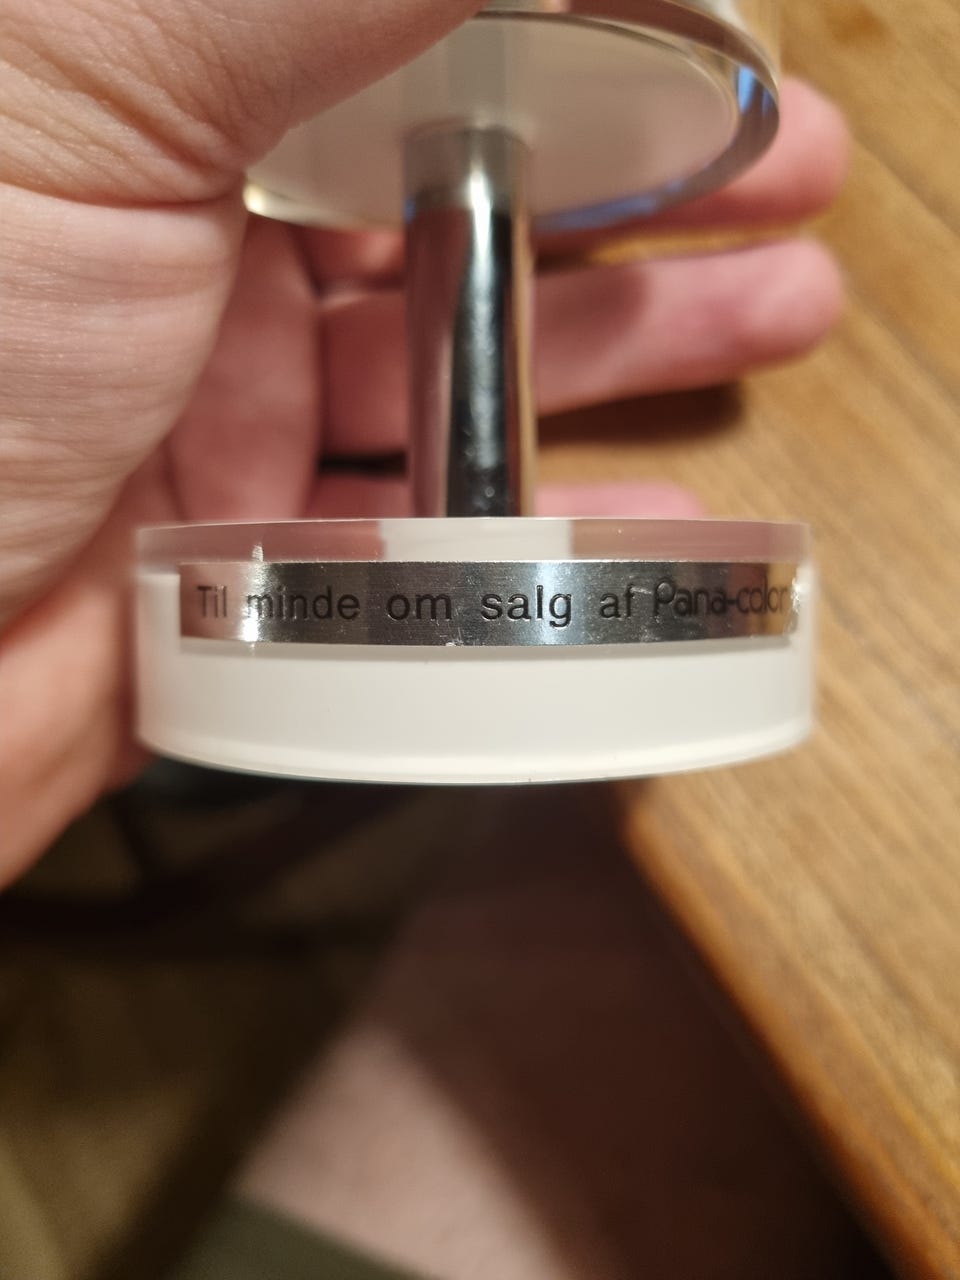 Til minde om salg af Pana-color